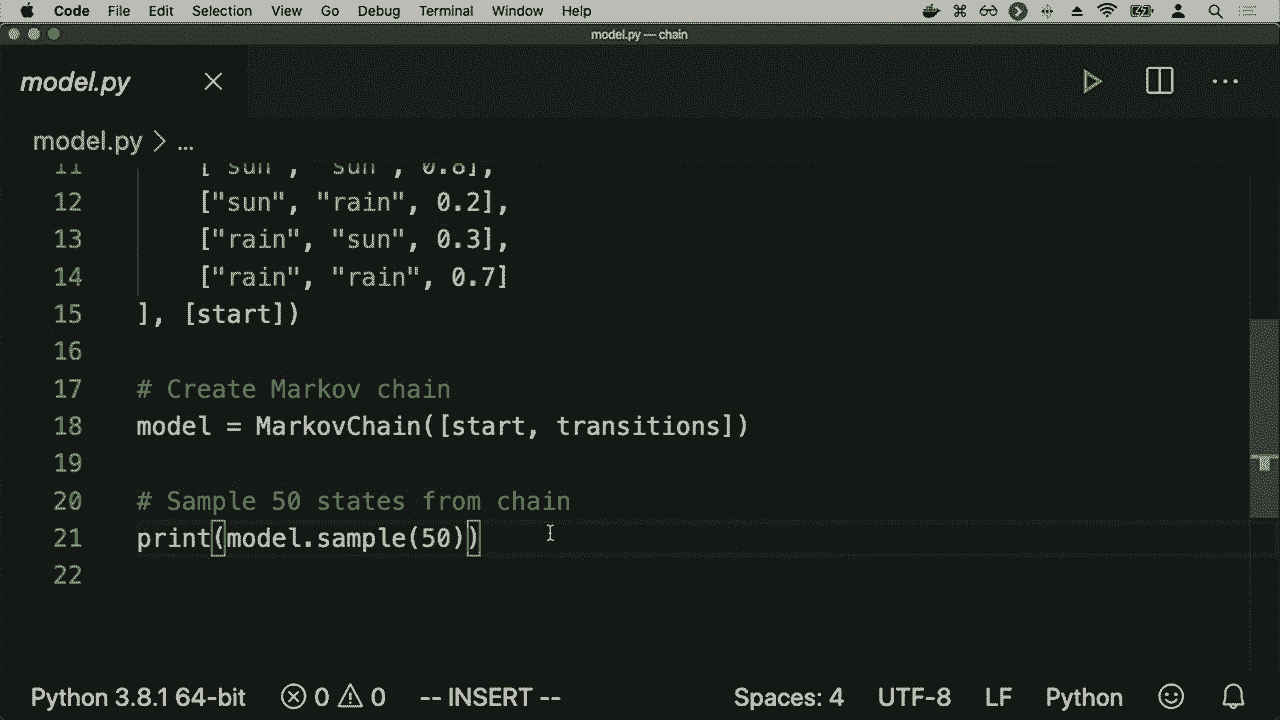 Code File Edit Selection View Go Debug Terminal Window Help
model.py — chain
model.py
model.py > ...
11 ["sun", "sun", 0.8],
12 ["sun", "rain", 0.2],
13 ["rain", "sun", 0.3],
14 ["rain", "rain", 0.7]
15 ], [start])
16
17 # Create Markov chain
18 model = MarkovChain([start, transitions])
19
20 # Sample 50 states from chain
21 print(model.sample(50))
22
Python 3.8.1 64-bit 0 0 -- INSERT -- Spaces: 4 UTF-8 LF Python